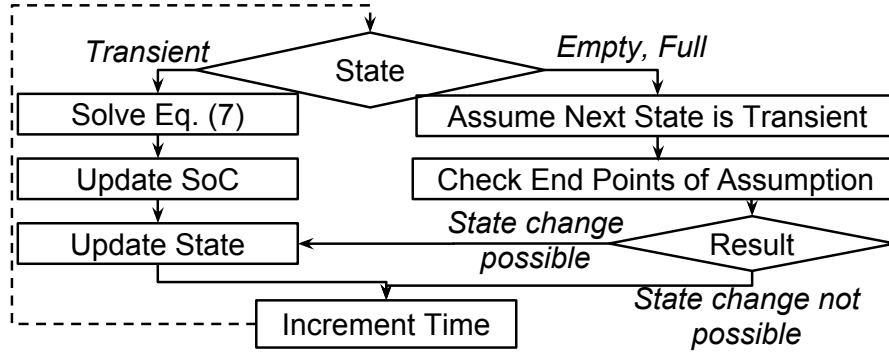 Transient
Empty, Full
State
Solve Eq. (7)
Assume Next State is Transient
Update SoC
Check End Points of Assumption
State change
possible
Update State
Result
State change not
possible
Increment Time